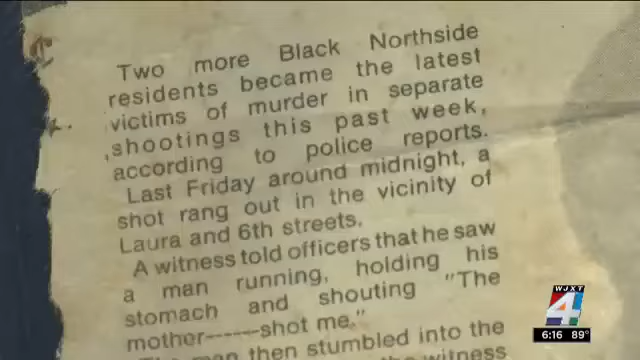 Two more Black Northside
residents became the latest
victims of murder in separate
shootings this past week,
according to police reports.
Last Friday around midnight, a
shot rang out in the vicinity of
Laura and 6th streets.
A witness told officers that he saw
a man running, holding his
stomach and shouting "The
mother------shot me."
The man then stumbled into the
the witness
WJXT
4
6:16 89°